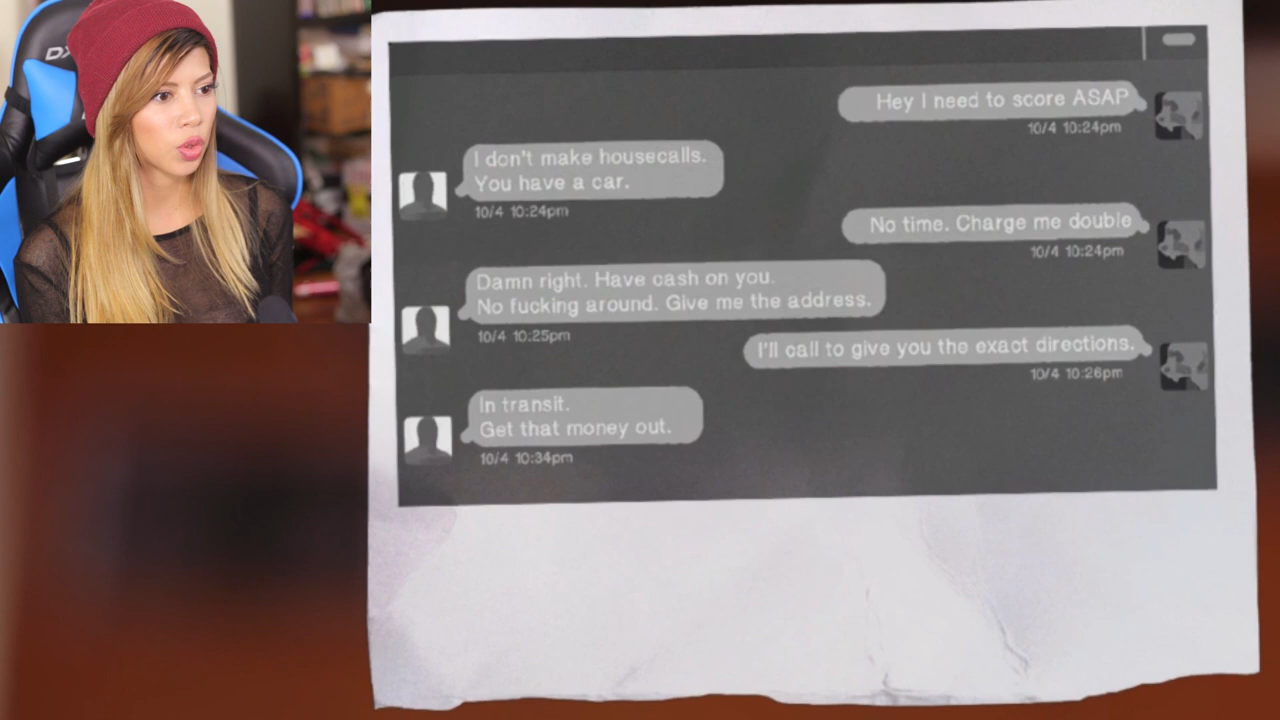 DX
Hey I need to score ASAP
10/4 10:24pm
I don't make housecalls.
You have a car.
10/4 10:24pm
No time. Charge me double
10/4 10:24pm
Damn right. Have cash on you.
No fucking around. Give me the address.
10/4 10:25pm
I'll call to give you the exact directions.
10/4 10:26pm
In transit.
Get that money out.
10/4 10:34pm